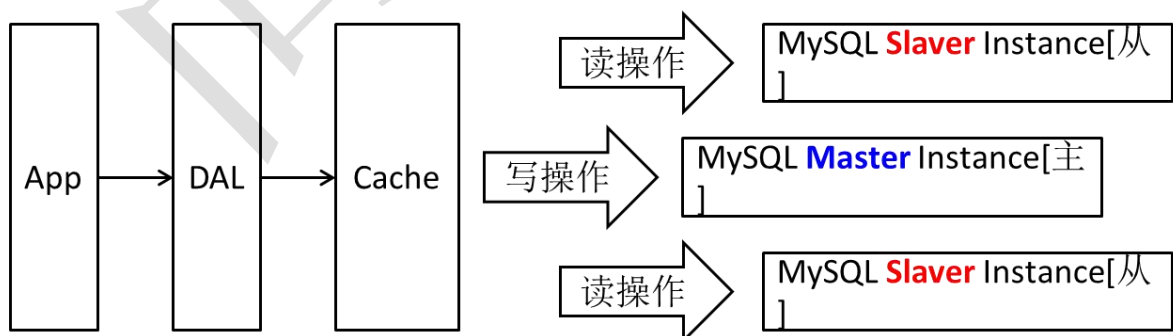 App
DAL
Cache
读操作
MySQL Slaver Instance[从
]
写操作
MySQL Master Instance[主
]
读操作
MySQL Slaver Instance[从
]